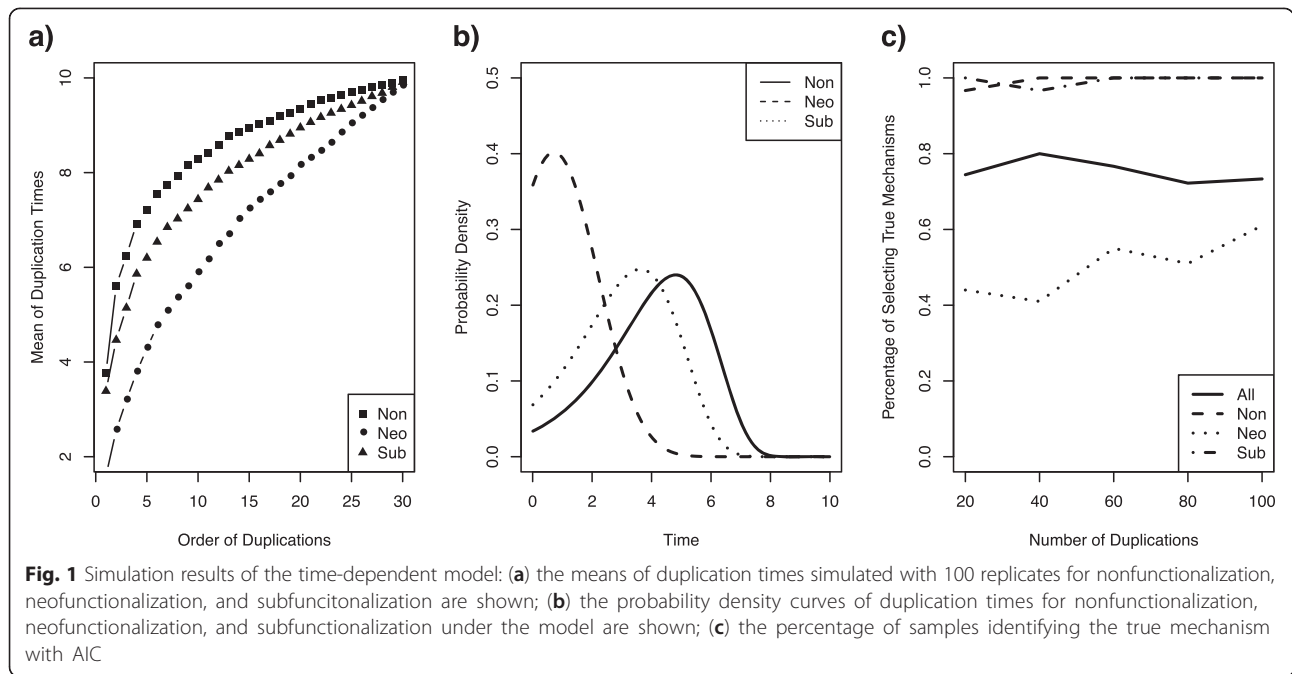 a)
10
8
6
4
2
Mean of Duplication Times
0 5 10 15 20 25 30
Order of Duplications
Non
Neo
Sub
b)
0.5
0.4
0.3
0.2
0.1
0.0
Probability Density
0 2 4 6 8 10
Time
Non
Neo
Sub
c)
1.0
0.8
0.6
0.4
0.2
0.0
Percentage of Selecting True Mechanisms
20 40 60 80 100
Number of Duplications
All
Non
Neo
Sub
Fig. 1 Simulation results of the time-dependent model: (a) the means of duplication times simulated with 100 replicates for nonfunctionalization,
neofunctionalization, and subfuncitonalization are shown; (b) the probability density curves of duplication times for nonfunctionalization,
neofunctionalization, and subfunctionalization under the model are shown; (c) the percentage of samples identifying the true mechanism
with AIC